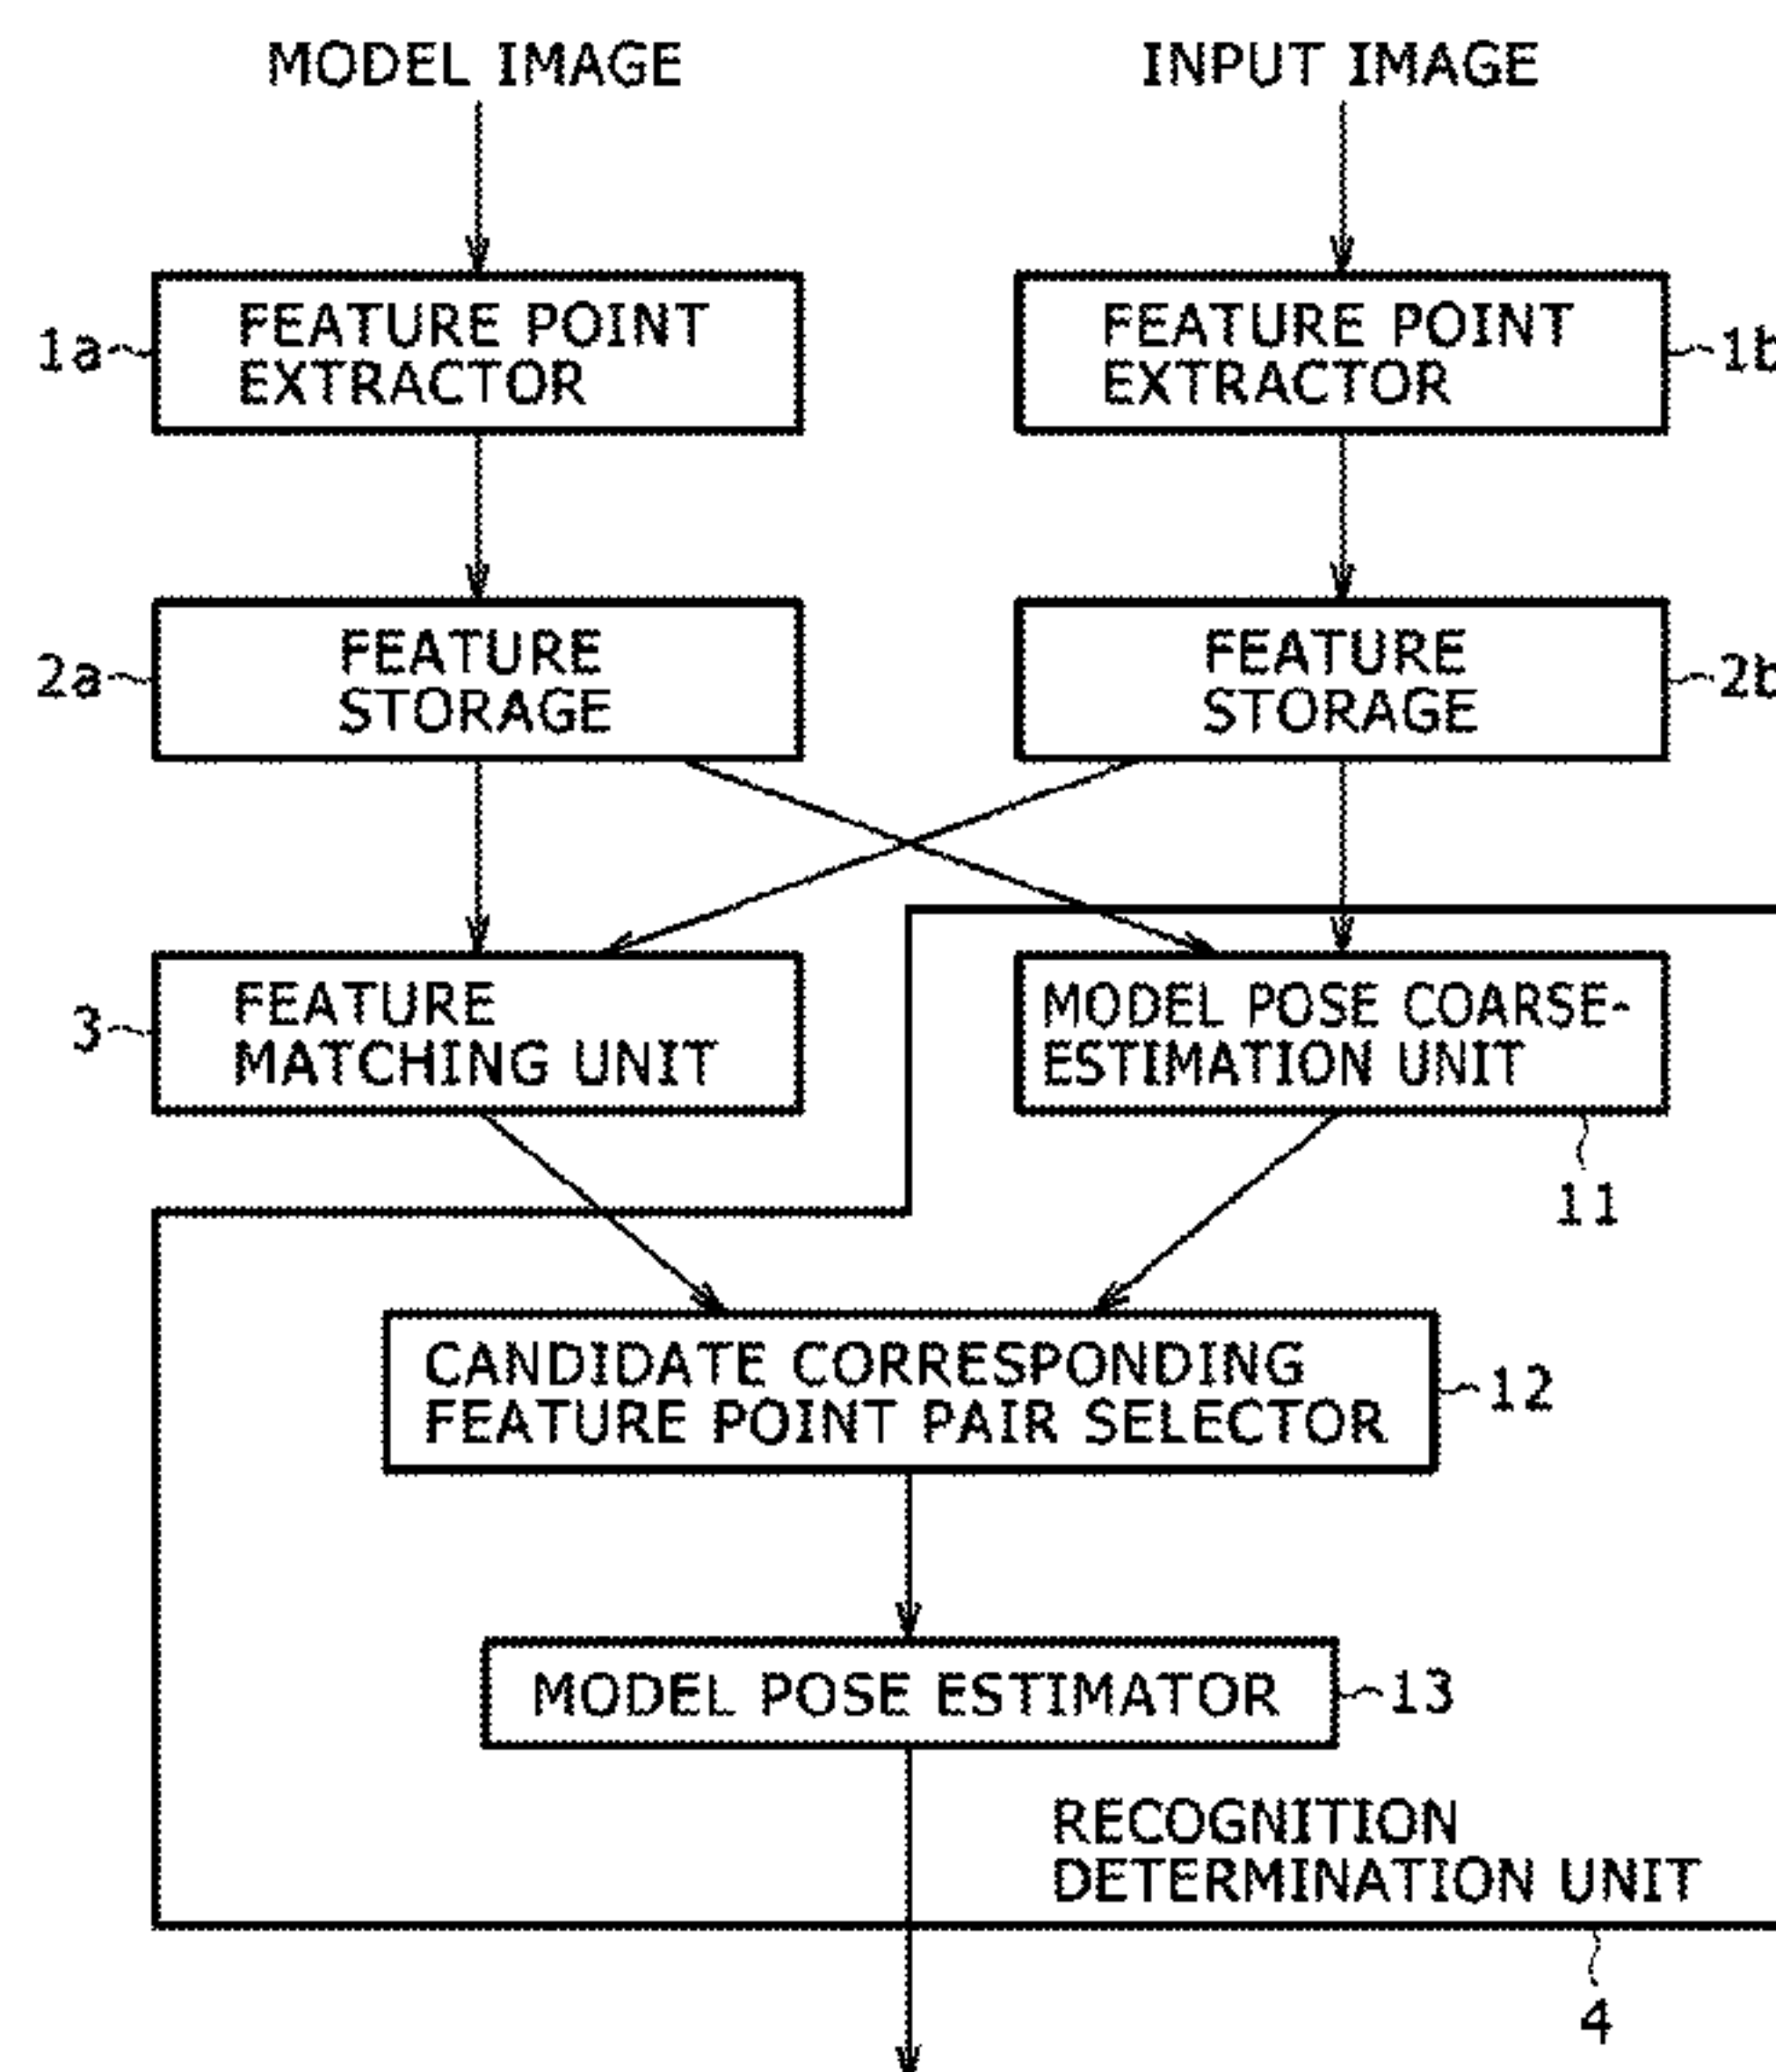 MODEL IMAGE
INPUT IMAGE
1a
FEATURE POINT
EXTRACTOR
FEATURE POINT
EXTRACTOR
1b
2a
FEATURE
STORAGE
FEATURE
STORAGE
2b
3
FEATURE
MATCHING UNIT
MODEL POSE COARSE-
ESTIMATION UNIT
11
CANDIDATE CORRESPONDING
FEATURE POINT PAIR SELECTOR
12
MODEL POSE ESTIMATOR
13
RECOGNITION
DETERMINATION UNIT
4